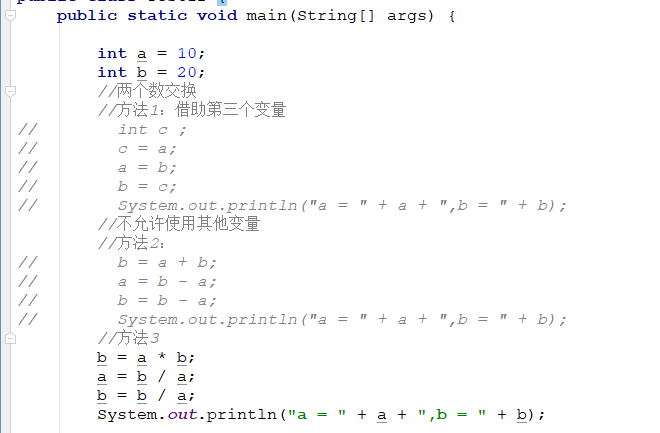 public static void main(String[] args) {
int a = 10;
int b = 20;
//两个数交换
//方法1：借助第三个变量
// int c ;
// c = a;
// a = b;
// b = c;
// System.out.println("a = " + a + ",b = " + b);
//不允许使用其他变量
//方法2：
// b = a + b;
// a = b - a;
// b = b - a;
// System.out.println("a = " + a + ",b = " + b);
//方法3
b = a * b;
a = b / a;
b = b / a;
System.out.println("a = " + a + ",b = " + b);